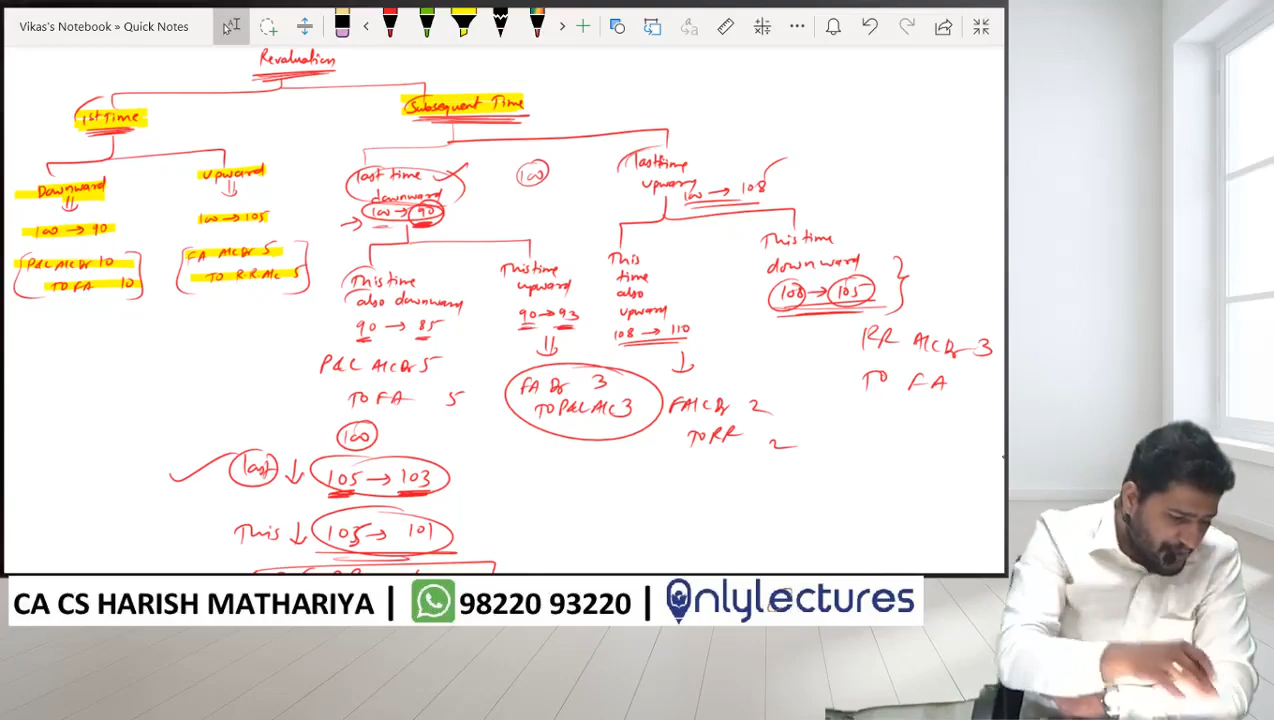 Vikas's Notebook > Quick Notes
Revaluation
1st Time
Subsequent Time
Downward
100 → 90
P&L A/c Dr 10
To FA 10
upward
100 → 105
FA A/c Dr 5
To R.R. A/c 5
last time
downward
100 → 90
100
last time
upward
100 → 108
This time
also downward
90 → 85
P&L A/c Dr 5
To FA 5
This time
upward
90 → 93
FA Dr 3
To P&L A/c 3
This
time
also
upward
108 → 110
FA/c Dr 2
To RR 2
This time
downward
108 → 105
RR A/c Dr 3
To FA
100
last ↓ 105 → 103
This ↓ 103 → 101
CA CS HARISH MATHARIYA | 98220 93220 | Onlylectures